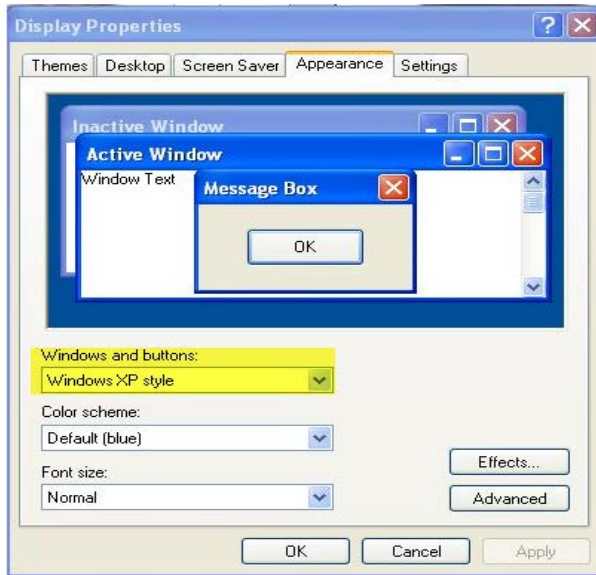 Display Properties
Themes Desktop Screen Saver Appearance Settings
Inactive Window
Active Window
Window Text
Message Box
OK
Windows and buttons:
Windows XP style
Color scheme:
Default (blue)
Effects...
Font size:
Normal
Advanced
OK Cancel Apply